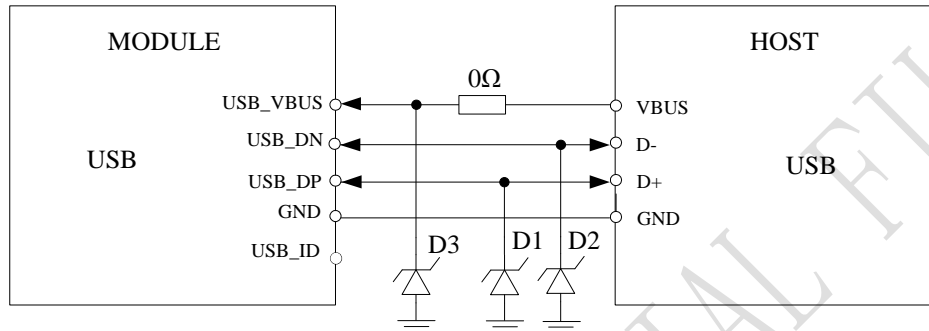 MODULE
HOST
0Ω
USB_VBUS
VBUS
USB_DN
D-
USB
USB
USB_DP
D+
GND
GND
USB_ID
D3
D1
D2